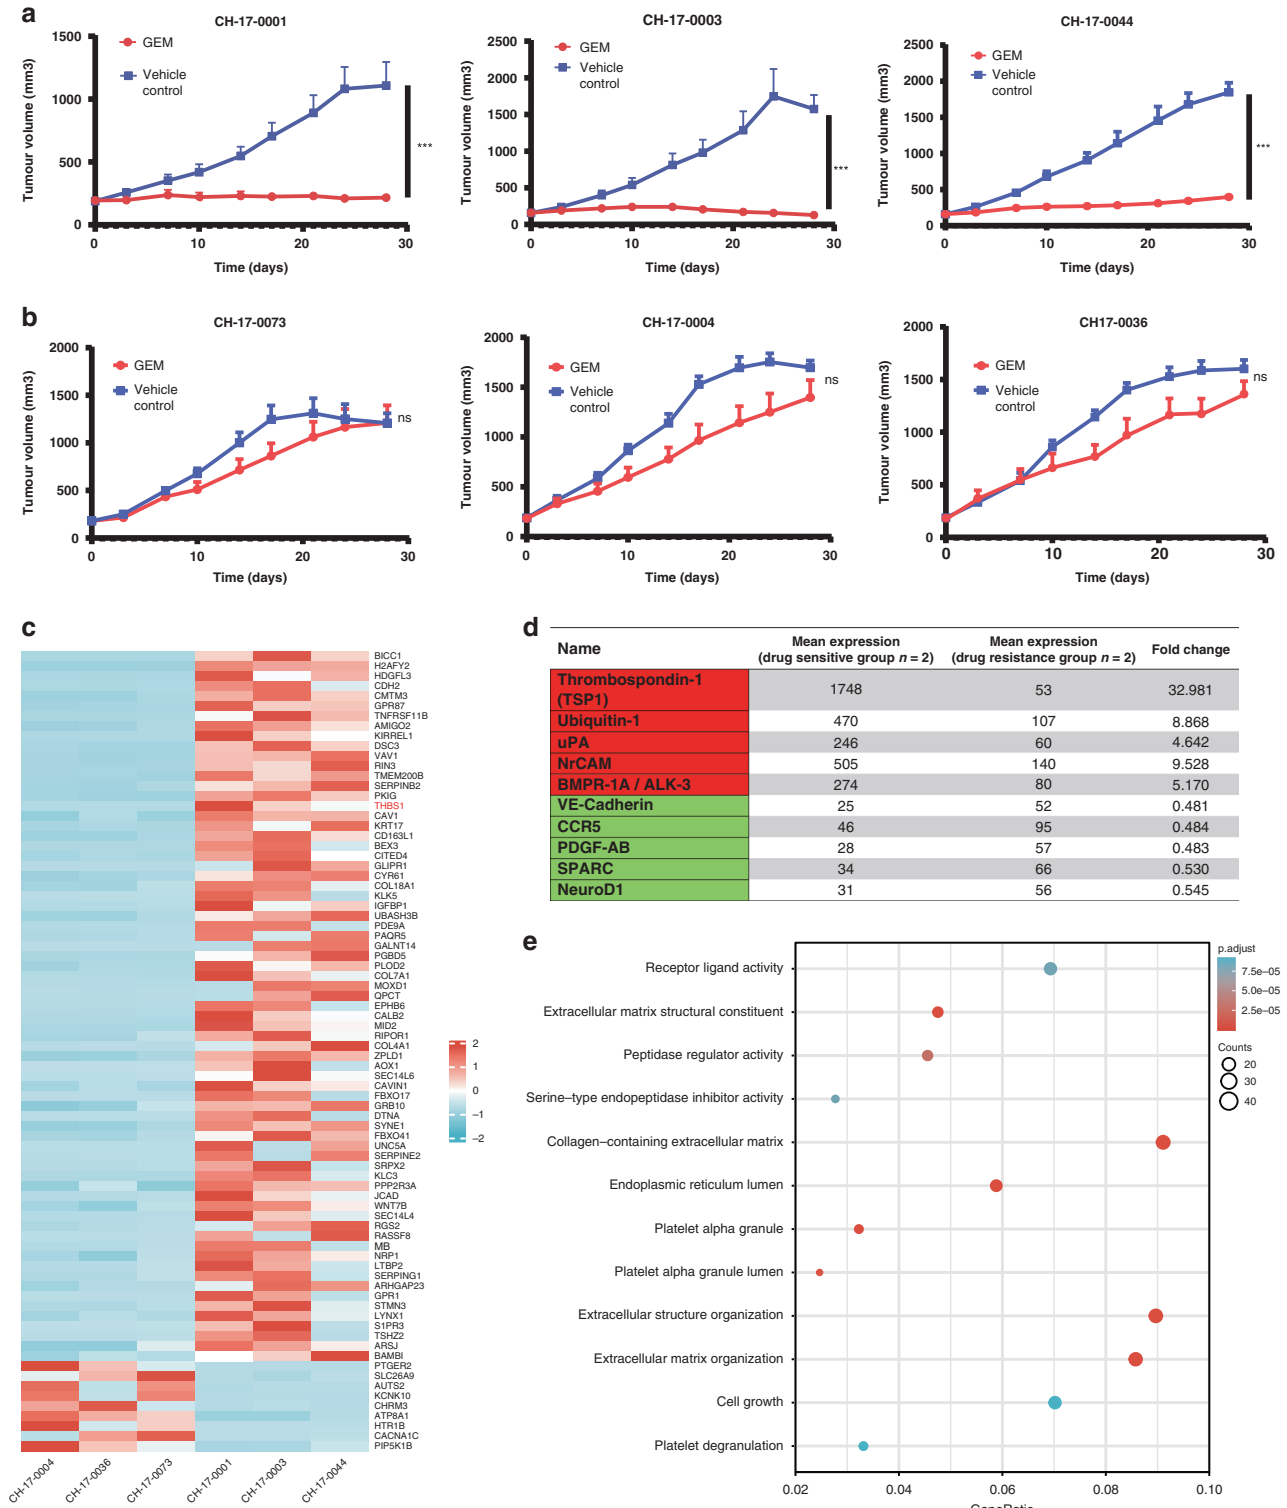 a
CH-17-0001
Tumour volume (mm3)
1500
1000
500
0
GEM
Vehicle
control
***
0 10 20 30
Time (days)
CH-17-0003
Tumour volume (mm3)
2500
2000
1500
1000
500
0
GEM
Vehicle
control
***
0 10 20 30
Time (days)
CH-17-0044
Tumour volume (mm3)
2500
2000
1500
1000
500
0
GEM
Vehicle
control
***
0 10 20 30
Time (days)
b
CH-17-0073
Tumour volume (mm3)
2000
1500
1000
500
0
GEM
Vehicle
control
ns
0 10 20 30
Time (days)
CH-17-0004
Tumour volume (mm3)
2000
1500
1000
500
0
GEM
Vehicle
control
ns
0 10 20 30
Time (days)
CH17-0036
Tumour volume (mm3)
2000
1500
1000
500
0
GEM
Vehicle
control
ns
0 10 20 30
Time (days)
c
BICC1
H2AFY2
HDGFL3
CDH2
CMTM3
GPR87
TNFRSF11B
AMIGO2
KIRREL1
DSC3
VAV1
RIN3
TMEM200B
SERPINB2
PKIG
THBS1
CAV1
KRT17
CD163L1
BEX3
CITED4
GLIPR1
CYR61
COL18A1
KLK5
IGFBP1
UBASH3B
PDE9A
PAQR5
GALNT14
PGBD5
PLOD2
COL7A1
MOXD1
QPCT
EPHB6
CALB2
MID2
RIPOR1
COL4A1
ZPLD1
AOX1
SEC14L6
CAVIN1
FBXO17
GRB10
DTNA
SYNE1
FBXO41
UNC5A
SERPINE2
SRPX2
KLC3
PPP2R3A
JCAD
WNT7B
SEC14L4
RGS2
RASSF8
MB
NRP1
LTBP2
SERPING1
ARHGAP23
GPR1
STMN3
LYNX1
S1PR3
TSHZ2
ARSJ
BAMBI
PTGER2
SLC26A9
AUTS2
KCNK10
CHRM3
ATP8A1
HTR1B
CACNA1C
PIP5K1B
2
1
0
−1
−2
CH-17-0004 CH-17-0036 CH-17-0073 CH-17-0001 CH-17-0003 CH-17-0044
d
Name Mean expression (drug sensitive group n = 2) Mean expression (drug resistance group n = 2) Fold change
Thrombospondin-1 (TSP1) 1748 53 32.981
Ubiquitin-1 470 107 8.868
uPA 246 60 4.642
NrCAM 505 140 9.528
BMPR-1A / ALK-3 274 80 5.170
VE-Cadherin 25 52 0.481
CCR5 46 95 0.484
PDGF-AB 28 57 0.483
SPARC 34 66 0.530
NeuroD1 31 56 0.545
e
Receptor ligand activity
Extracellular matrix structural constituent
Peptidase regulator activity
Serine−type endopeptidase inhibitor activity
Collagen−containing extracellular matrix
Endoplasmic reticulum lumen
Platelet alpha granule
Platelet alpha granule lumen
Extracellular structure organization
Extracellular matrix organization
Cell growth
Platelet degranulation
0.02 0.04 0.06 0.08 0.10
GeneRatio
p.adjust
7.5e−05
5.0e−05
2.5e−05
Counts
20
30
40